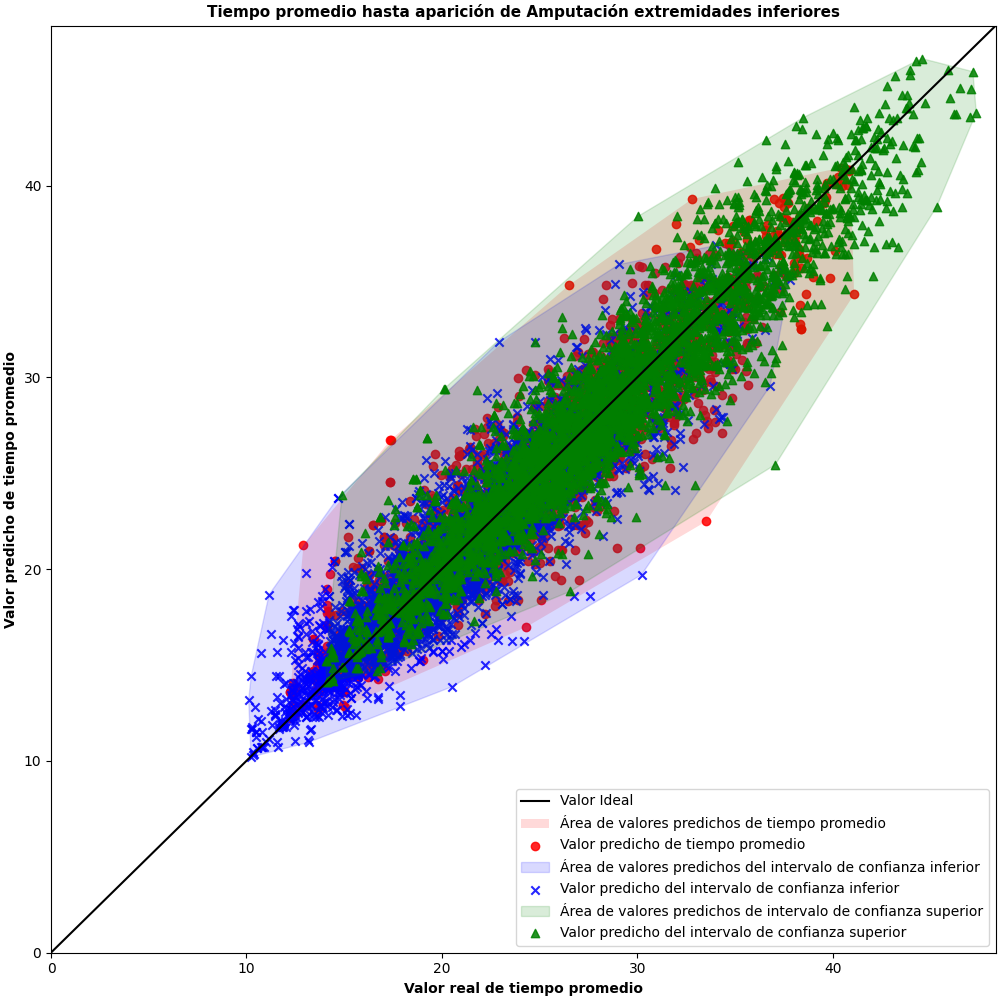 Tiempo promedio hasta aparición de Amputación extremidades inferiores
Valor predicho de tiempo promedio
40
30
20
10
0
0 10 20 30 40
Valor real de tiempo promedio
Valor Ideal
Área de valores predichos de tiempo promedio
Valor predicho de tiempo promedio
Área de valores predichos del intervalo de confianza inferior
Valor predicho del intervalo de confianza inferior
Área de valores predichos de intervalo de confianza superior
Valor predicho del intervalo de confianza superior